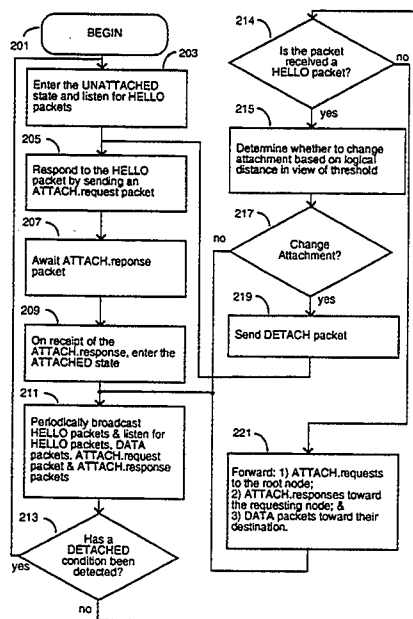 201
BEGIN
203
Enter the UNATTACHED
state and listen for HELLO
packets
205
Respond to the HELLO
packet by sending an
ATTACH.request packet
207
Await ATTACH.reponse
packet
209
On receipt of the
ATTACH.response, enter the
ATTACHED state
211
Periodically broadcast
HELLO packets & listen for
HELLO packets, DATA
packets, ATTACH.request
packet & ATTACH.response
packets
213
Has a
DETACHED
condition been
detected?
yes
no
214
Is the packet
received a
HELLO packet?
no
yes
215
Determine whether to change
attachment based on logical
distance in view of threshold
217
no
Change
Attachment?
yes
219
Send DETACH packet
221
Forward: 1) ATTACH.requests
to the root node;
2) ATTACH.responses toward
the requesting node; &
3) DATA packets toward their
destination.